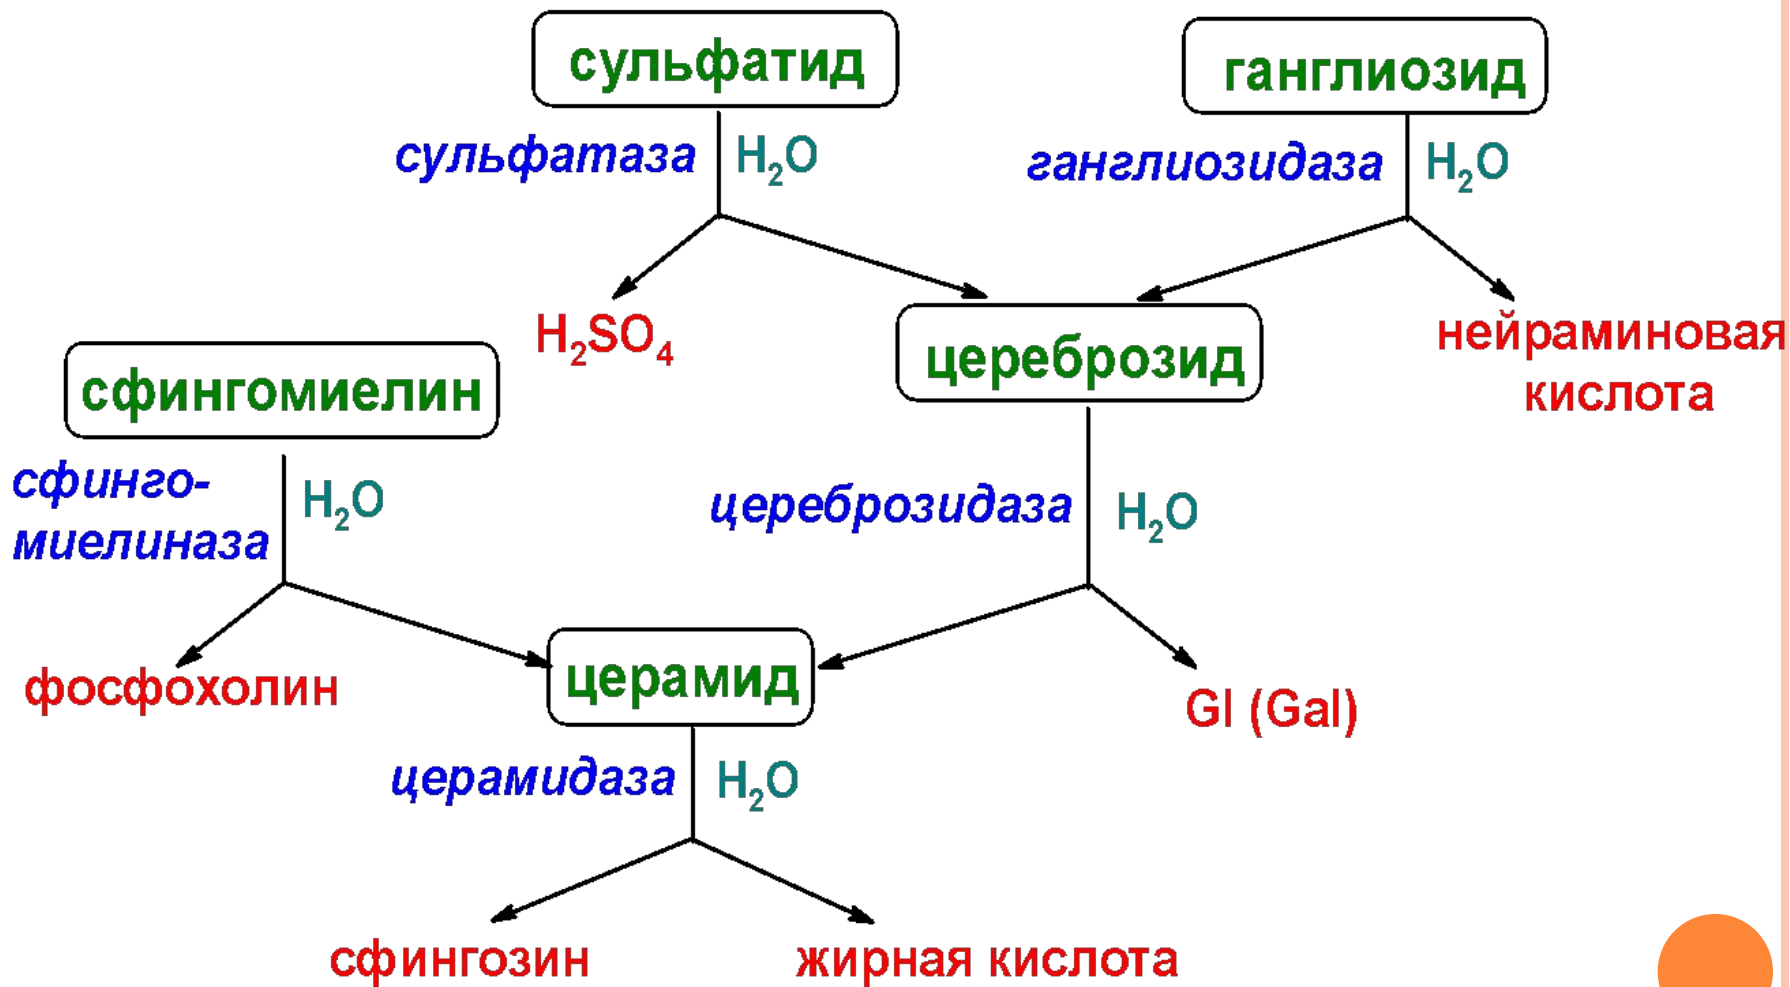 сульфатид
ганглиозид
сульфатаза
H₂O
ганглиозидаза
H₂O
H₂SO₄
цереброзид
нейраминовая
кислота
сфингомиелин
сфинго-
миелиназа
H₂O
цереброзидаза
H₂O
фосфохолин
церамид
Gl (Gal)
церамидаза
H₂O
сфингозин
жирная кислота